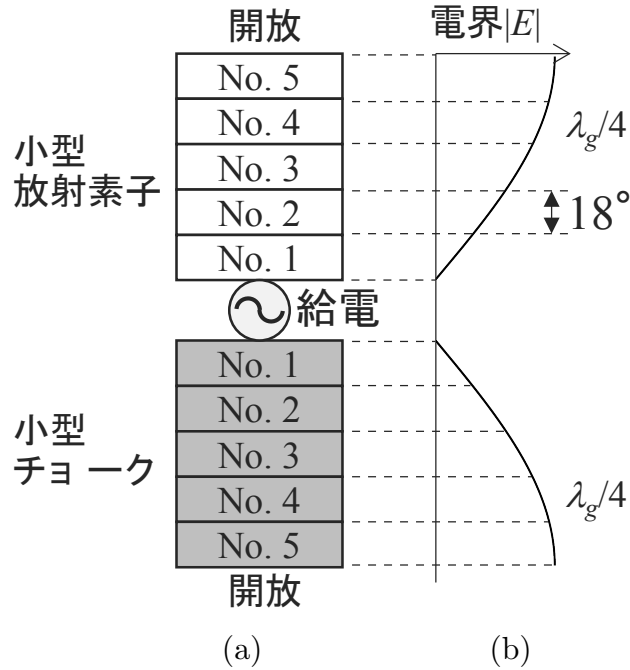 開放
電界|E|
No. 5
No. 4
No. 3
No. 2
No. 1
小型
放射素子
λg/4
18°
給電
No. 1
No. 2
No. 3
No. 4
No. 5
小型
チョーク
λg/4
開放
(a)
(b)